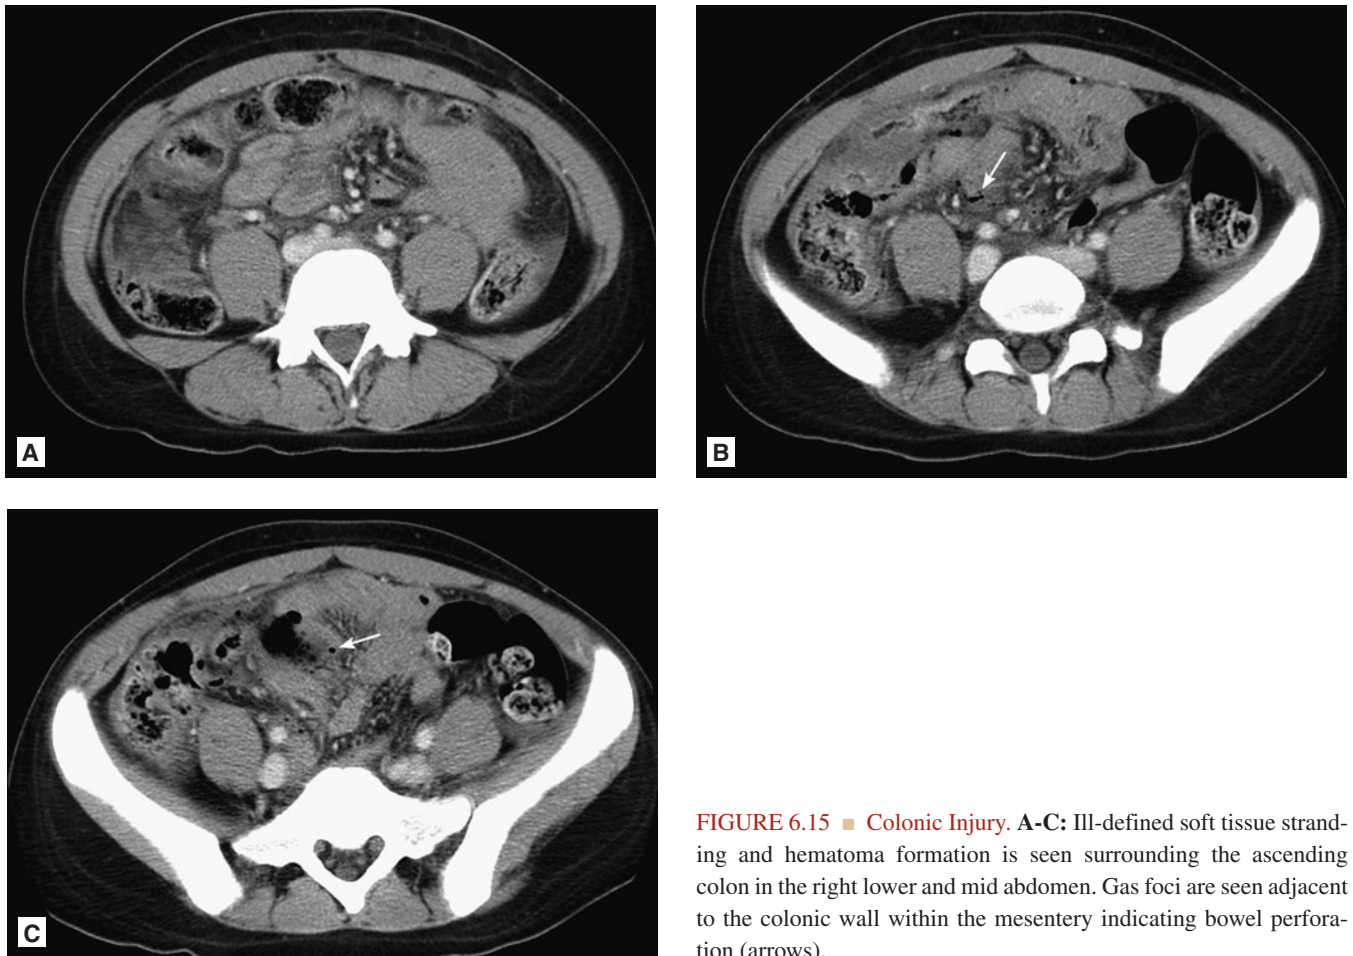 A
B
C
FIGURE 6.15 ■ Colonic Injury. A-C: Ill-defined soft tissue strand-
ing and hematoma formation is seen surrounding the ascending
colon in the right lower and mid abdomen. Gas foci are seen adjacent
to the colonic wall within the mesentery indicating bowel perfora-
tion (arrows).